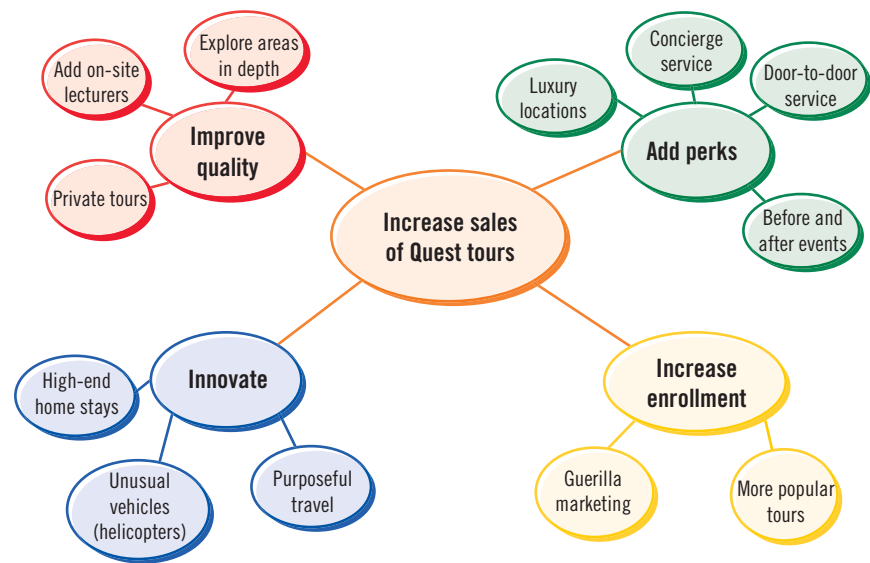 Explore areas
in depth
Add on-site
lecturers
Improve
quality
Private tours
Concierge
service
Luxury
locations
Door-to-door
service
Add perks
Before and
after events
Increase sales
of Quest tours
Innovate
High-end
home stays
Unusual
vehicles
(helicopters)
Purposeful
travel
Increase
enrollment
Guerilla
marketing
More popular
tours